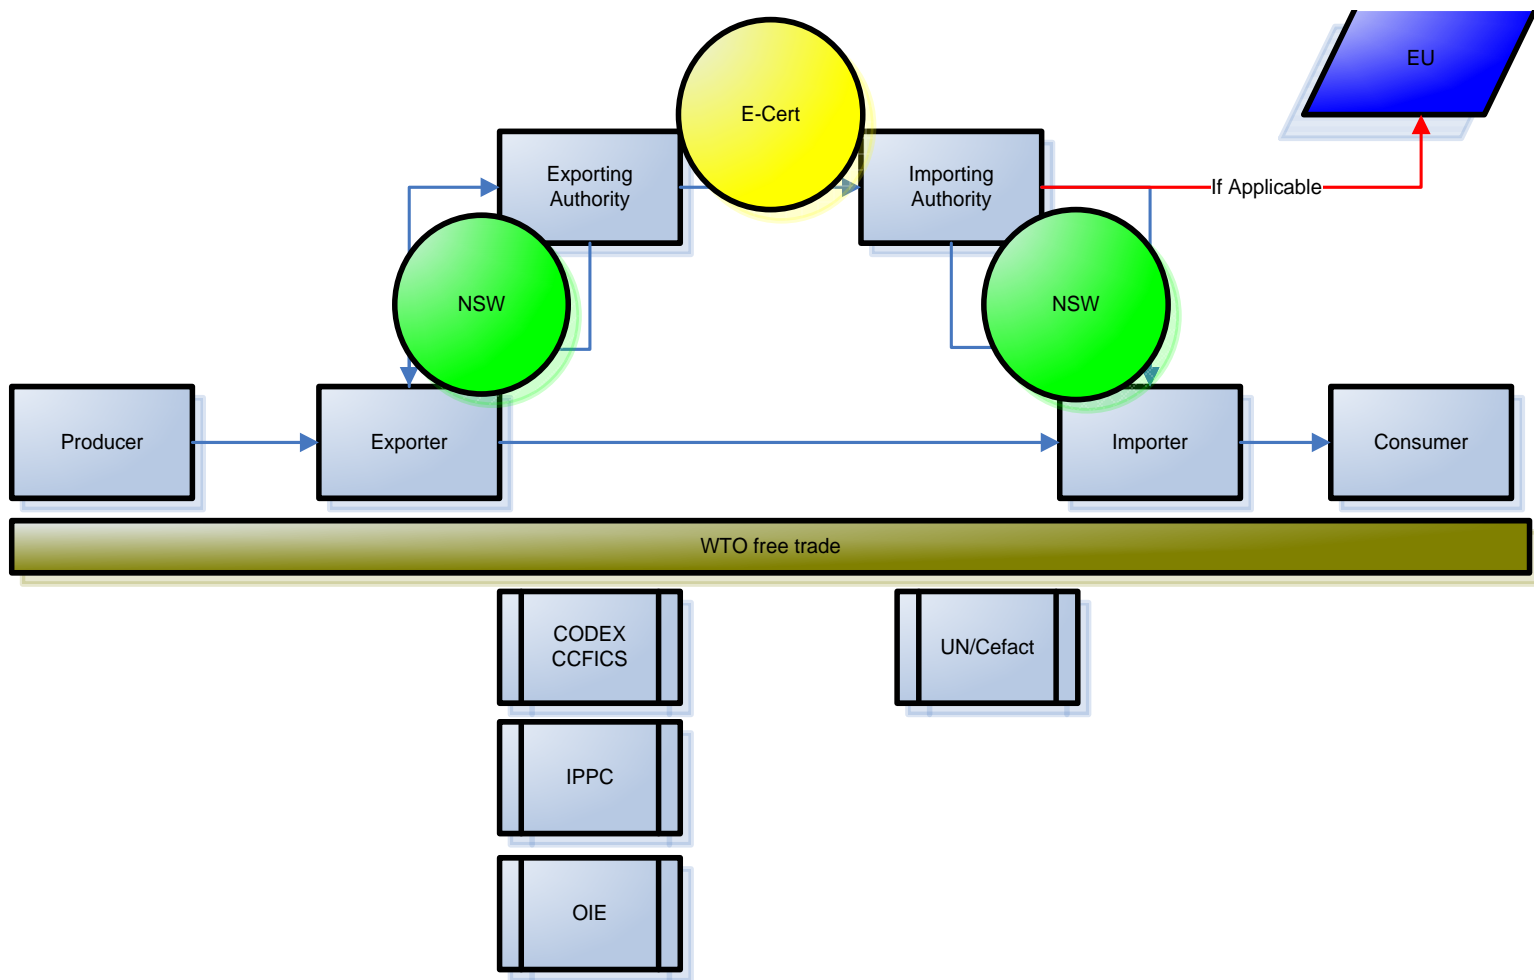 EU
E-Cert
Exporting
Authority
Importing
Authority
If Applicable
NSW
NSW
Producer
Exporter
Importer
Consumer
WTO free trade
CODEX
CCFICS
UN/Cefact
IPPC
OIE